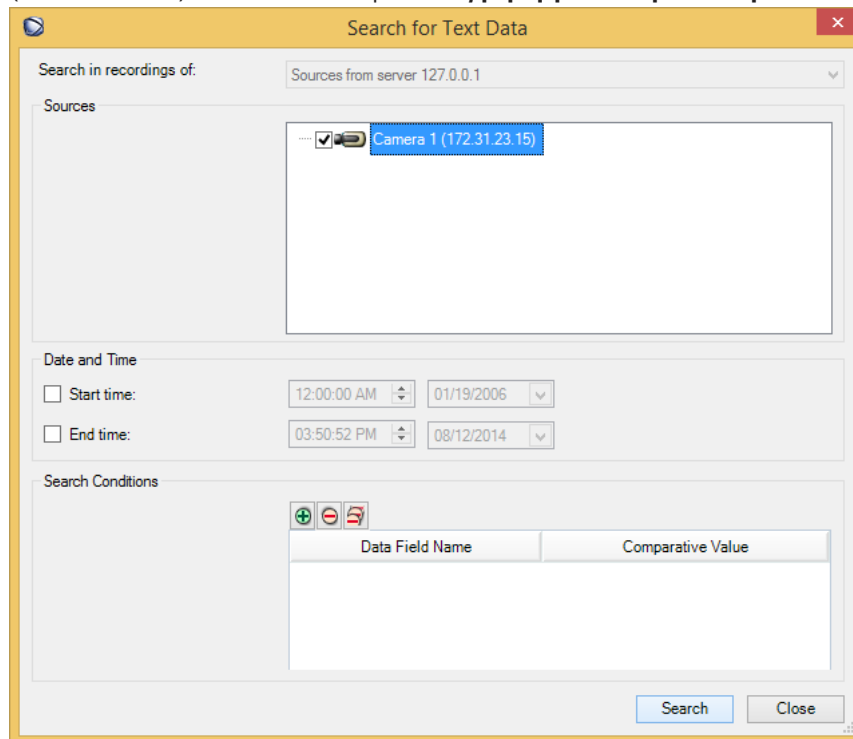 Search for Text Data
Search in recordings of:
Sources from server 127.0.0.1
Sources
Camera 1 (172.31.23.15)
Date and Time
Start time: 12:00:00 AM 01/19/2006
End time: 03:50:52 PM 08/12/2014
Search Conditions
Data Field Name Comparative Value
Search Close